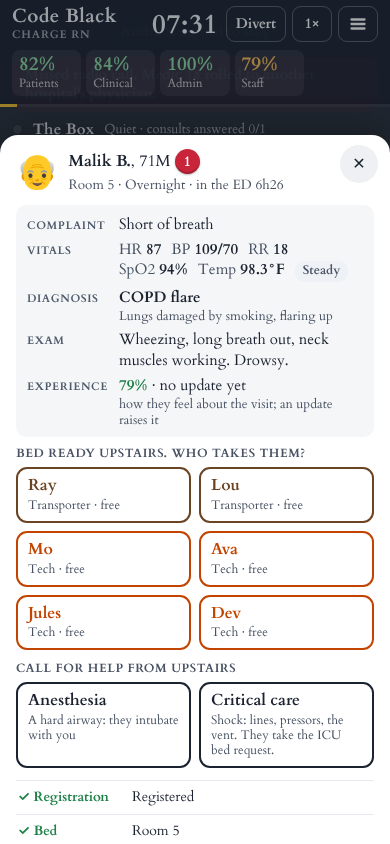 Code Black
CHARGE RN
07:31
Divert
1×
82%
Patients
84%
Clinical
100%
Admin
79%
Staff
The Box Quiet · consults answered 0/1
Malik B., 71M 1
Room 5 · Overnight · in the ED 6h26
COMPLAINT Short of breath
VITALS HR 87 BP 109/70 RR 18
SpO2 94% Temp 98.3°F Steady
DIAGNOSIS COPD flare
Lungs damaged by smoking, flaring up
EXAM Wheezing, long breath out, neck
muscles working. Drowsy.
EXPERIENCE 79% · no update yet
how they feel about the visit; an update
raises it
BED READY UPSTAIRS. WHO TAKES THEM?
Ray
Transporter · free
Lou
Transporter · free
Mo
Tech · free
Ava
Tech · free
Jules
Tech · free
Dev
Tech · free
CALL FOR HELP FROM UPSTAIRS
Anesthesia
A hard airway: they intubate
with you
Critical care
Shock: lines, pressors, the
vent. They take the ICU
bed request.
✓ Registration Registered
✓ Bed Room 5